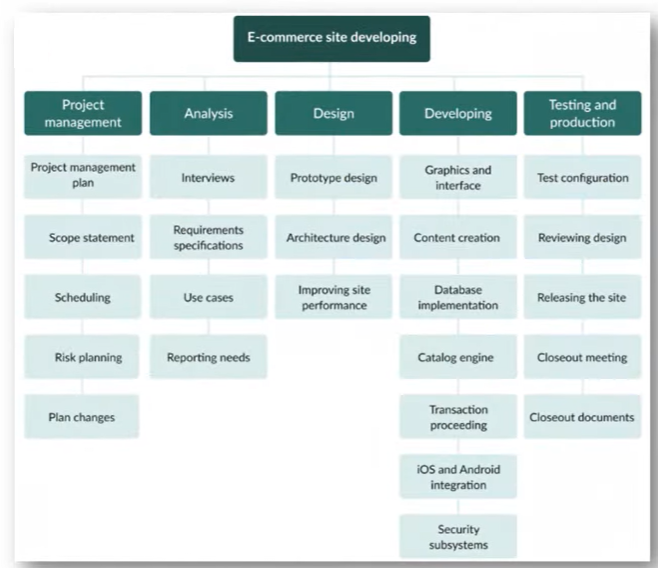 E-commerce site developing
Project
management
Analysis
Design
Developing
Testing and
production
Project management
plan
Interviews
Prototype design
Graphics and
interface
Test configuration
Scope statement
Requirements
specifications
Architecture design
Content creation
Reviewing design
Scheduling
Use cases
Improving site
performance
Database
implementation
Releasing the site
Risk planning
Reporting needs
Catalog engine
Closeout meeting
Plan changes
Transaction
proceeding
Closeout documents
iOS and Android
integration
Security
subsystems